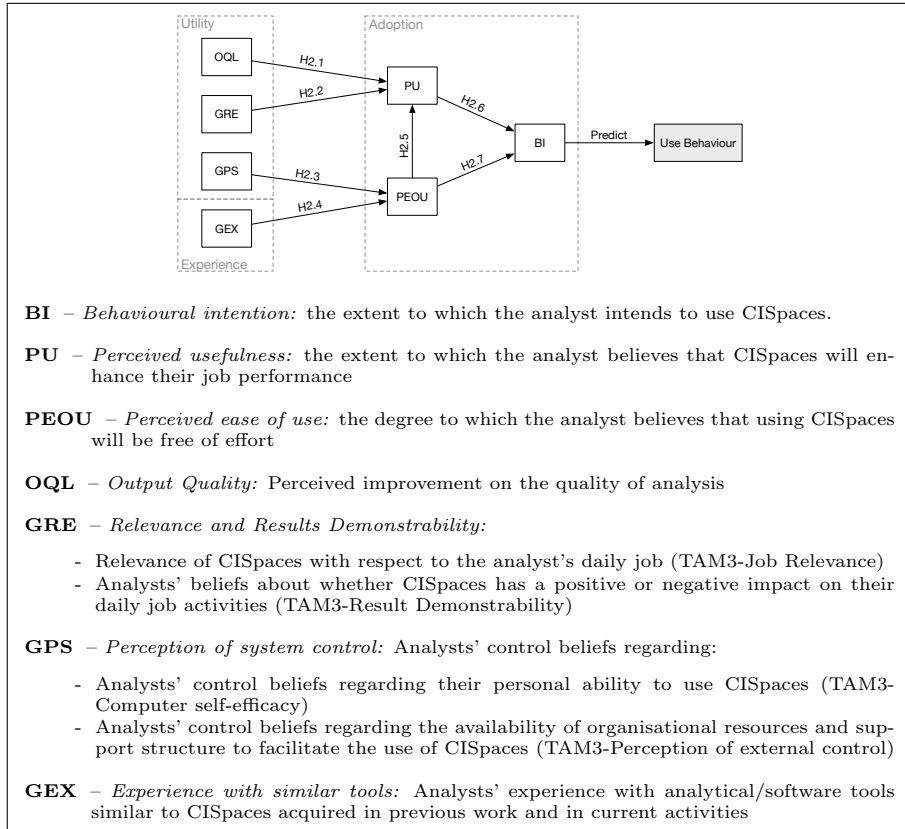 Utility
Adoption
OQL
H2.1
PU
H2.6
GRE
H2.2
H2.5
BI
Predict
Use Behaviour
GPS
H2.3
H2.7
PEOU
GEX
H2.4
Experience
BI – Behavioural intention: the extent to which the analyst intends to use CISpaces.
PU – Perceived usefulness: the extent to which the analyst believes that CISpaces will en-
hance their job performance
PEOU – Perceived ease of use: the degree to which the analyst believes that using CISpaces
will be free of effort
OQL – Output Quality: Perceived improvement on the quality of analysis
GRE – Relevance and Results Demonstrability:
- Relevance of CISpaces with respect to the analyst's daily job (TAM3-Job Relevance)
- Analysts' beliefs about whether CISpaces has a positive or negative impact on their
daily job activities (TAM3-Result Demonstrability)
GPS – Perception of system control: Analysts' control beliefs regarding:
- Analysts' control beliefs regarding their personal ability to use CISpaces (TAM3-
Computer self-efficacy)
- Analysts' control beliefs regarding the availability of organisational resources and sup-
port structure to facilitate the use of CISpaces (TAM3-Perception of external control)
GEX – Experience with similar tools: Analysts' experience with analytical/software tools
similar to CISpaces acquired in previous work and in current activities